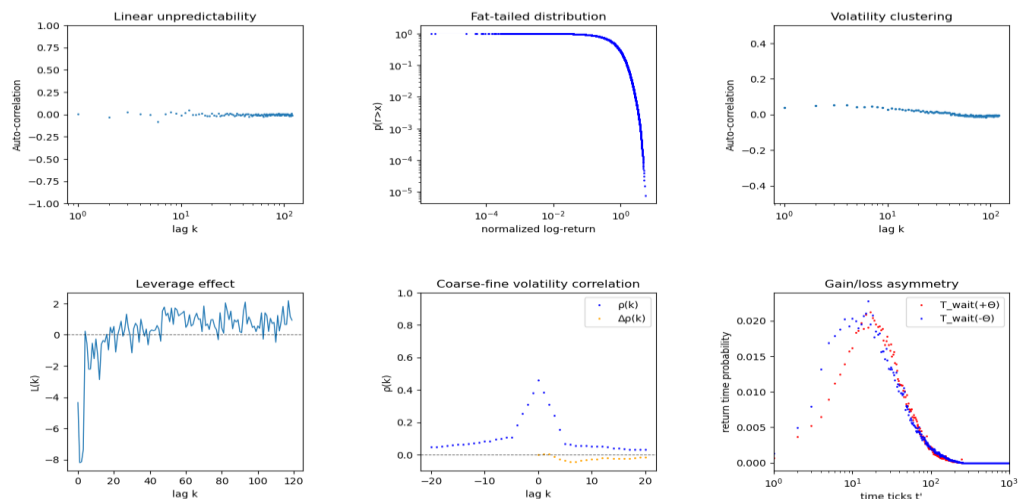 Linear unpredictability
1.00
0.75
0.50
0.25
0.00
−0.25
−0.50
−0.75
−1.00
Auto-correlation
10⁰
10¹
10²
lag k
Fat-tailed distribution
10⁰
10⁻¹
10⁻²
10⁻³
10⁻⁴
10⁻⁵
p(r>x)
10⁻⁴
10⁻²
10⁰
normalized log-return
Volatility clustering
0.4
0.2
0.0
−0.2
−0.4
Auto-correlation
10⁰
10¹
10²
lag k
Leverage effect
2
0
−2
−4
−6
−8
L(k)
0
20
40
60
80
100
120
lag k
Coarse-fine volatility correlation
1.0
0.8
0.6
0.4
0.2
0.0
ρ(k)
ρ(k)
Δρ(k)
−20
−10
0
10
20
lag k
Gain/loss asymmetry
0.020
0.015
0.010
0.005
0.000
return time probability
T_wait(+Θ)
T_wait(-Θ)
10⁰
10¹
10²
10³
time ticks t'